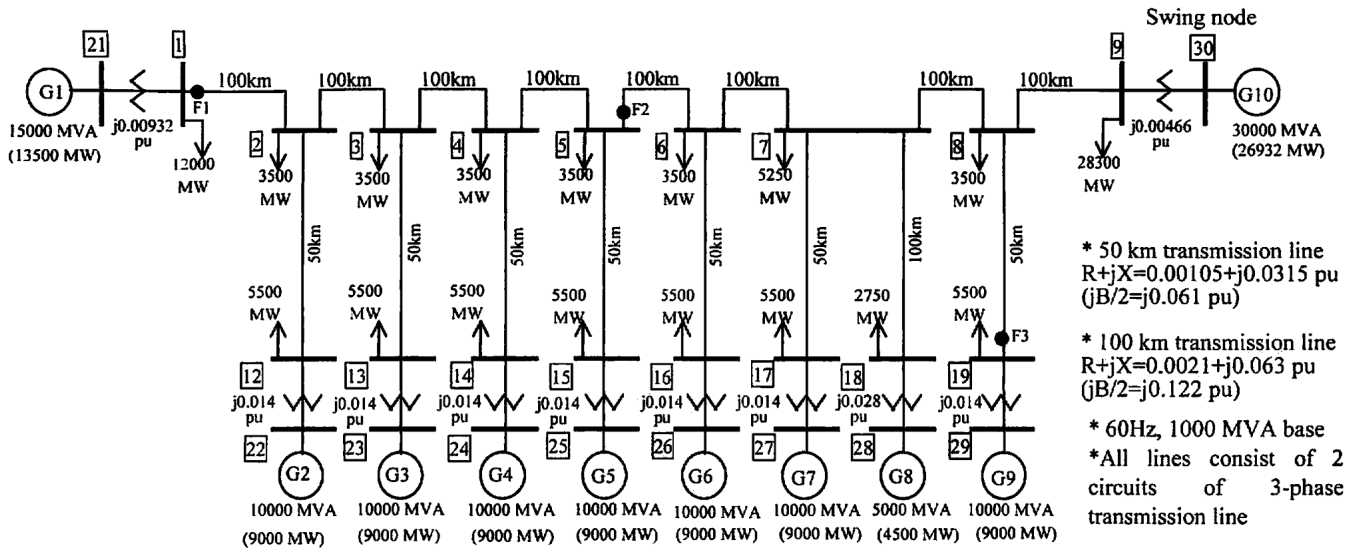 Swing node
21
1
9
30
100km
100km
100km
100km
100km
100km
100km
100km
G1
F1
F2
G10
j0.00932
pu
j0.00466
pu
15000 MVA
(13500 MW)
30000 MVA
(26932 MW)
12000
MW
2
3
4
5
6
7
8
3500
MW
3500
MW
3500
MW
3500
MW
3500
MW
5250
MW
3500
MW
28300
MW
50km
50km
50km
50km
50km
50km
100km
50km
* 50 km transmission line
R+jX=0.00105+j0.0315 pu
(jB/2=j0.061 pu)
* 100 km transmission line
R+jX=0.0021+j0.063 pu
(jB/2=j0.122 pu)
* 60Hz, 1000 MVA base
*All lines consist of 2
circuits of 3-phase
transmission line
5500
MW
5500
MW
5500
MW
5500
MW
5500
MW
5500
MW
2750
MW
5500
MW
F3
12
13
14
15
16
17
18
19
j0.014
pu
j0.014
pu
j0.014
pu
j0.014
pu
j0.014
pu
j0.014
pu
j0.028
pu
j0.014
pu
22
23
24
25
26
27
28
29
G2
G3
G4
G5
G6
G7
G8
G9
10000 MVA
(9000 MW)
10000 MVA
(9000 MW)
10000 MVA
(9000 MW)
10000 MVA
(9000 MW)
10000 MVA
(9000 MW)
10000 MVA
(9000 MW)
5000 MVA
(4500 MW)
10000 MVA
(9000 MW)